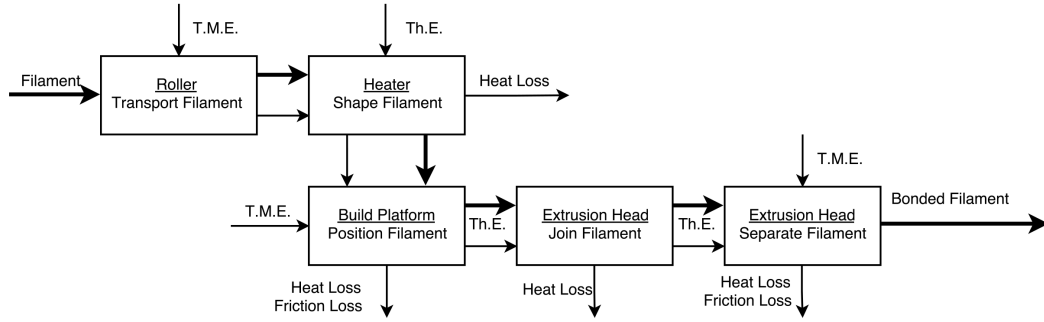 T.M.E.
Th.E.
Filament
Roller
Transport Filament
Heater
Shape Filament
Heat Loss
T.M.E.
T.M.E.
Build Platform
Position Filament
Th.E.
Extrusion Head
Join Filament
Th.E.
Extrusion Head
Separate Filament
Bonded Filament
Heat Loss
Friction Loss
Heat Loss
Heat Loss
Friction Loss